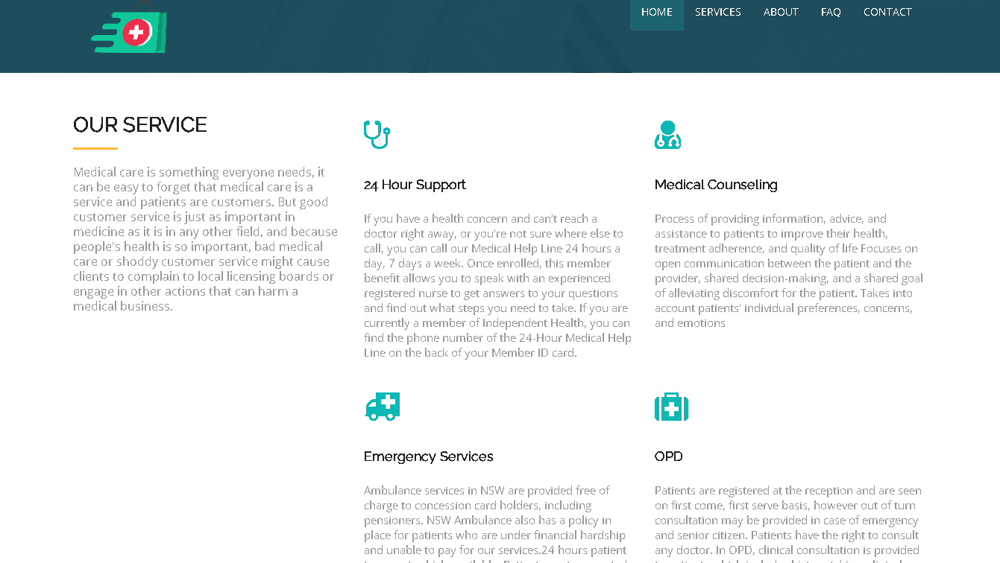 HOME SERVICES ABOUT FAQ CONTACT
OUR SERVICE
Medical care is something everyone needs, it
can be easy to forget that medical care is a
service and patients are customers. But good
customer service is just as important in
medicine as it is in any other field, and because
people's health is so important, bad medical
care or shoddy customer service might cause
clients to complain to local licensing boards or
engage in other actions that can harm a
medical business.
24 Hour Support
If you have a health concern and can’t reach a
doctor right away, or you’re not sure where else to
call, you can call our Medical Help Line 24 hours a
day, 7 days a week. Once enrolled, this member
benefit allows you to speak with an experienced
registered nurse to get answers to your questions
and find out what steps you need to take. If you are
currently a member of Independent Health, you can
find the phone number of the 24-Hour Medical Help
Line on the back of your Member ID card.
Medical Counseling
Process of providing information, advice, and
assistance to patients to improve their health,
treatment adherence, and quality of life Focuses on
open communication between the patient and the
provider, shared decision-making, and a shared goal
of alleviating discomfort for the patient. Takes into
account patients’ individual preferences, concerns,
and emotions
Emergency Services
Ambulance services in NSW are provided free of
charge to concession card holders, including
pensioners. NSW Ambulance also has a policy in
place for patients who are under financial hardship
and unable to pay for our services.24 hours patient
OPD
Patients are registered at the reception and are seen
on first come, first serve basis, however out of turn
consultation may be provided in case of emergency
and senior citizen. Patients have the right to consult
any doctor. In OPD, clinical consultation is provided